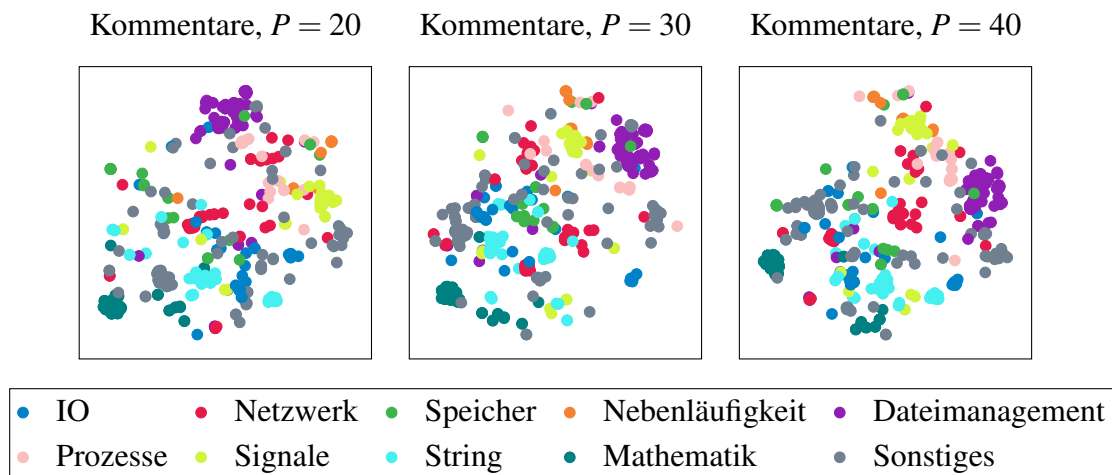 Kommentare, P = 20 Kommentare, P = 30 Kommentare, P = 40
IO Netzwerk Speicher Nebenläufigkeit Dateimanagement
Prozesse Signale String Mathematik Sonstiges